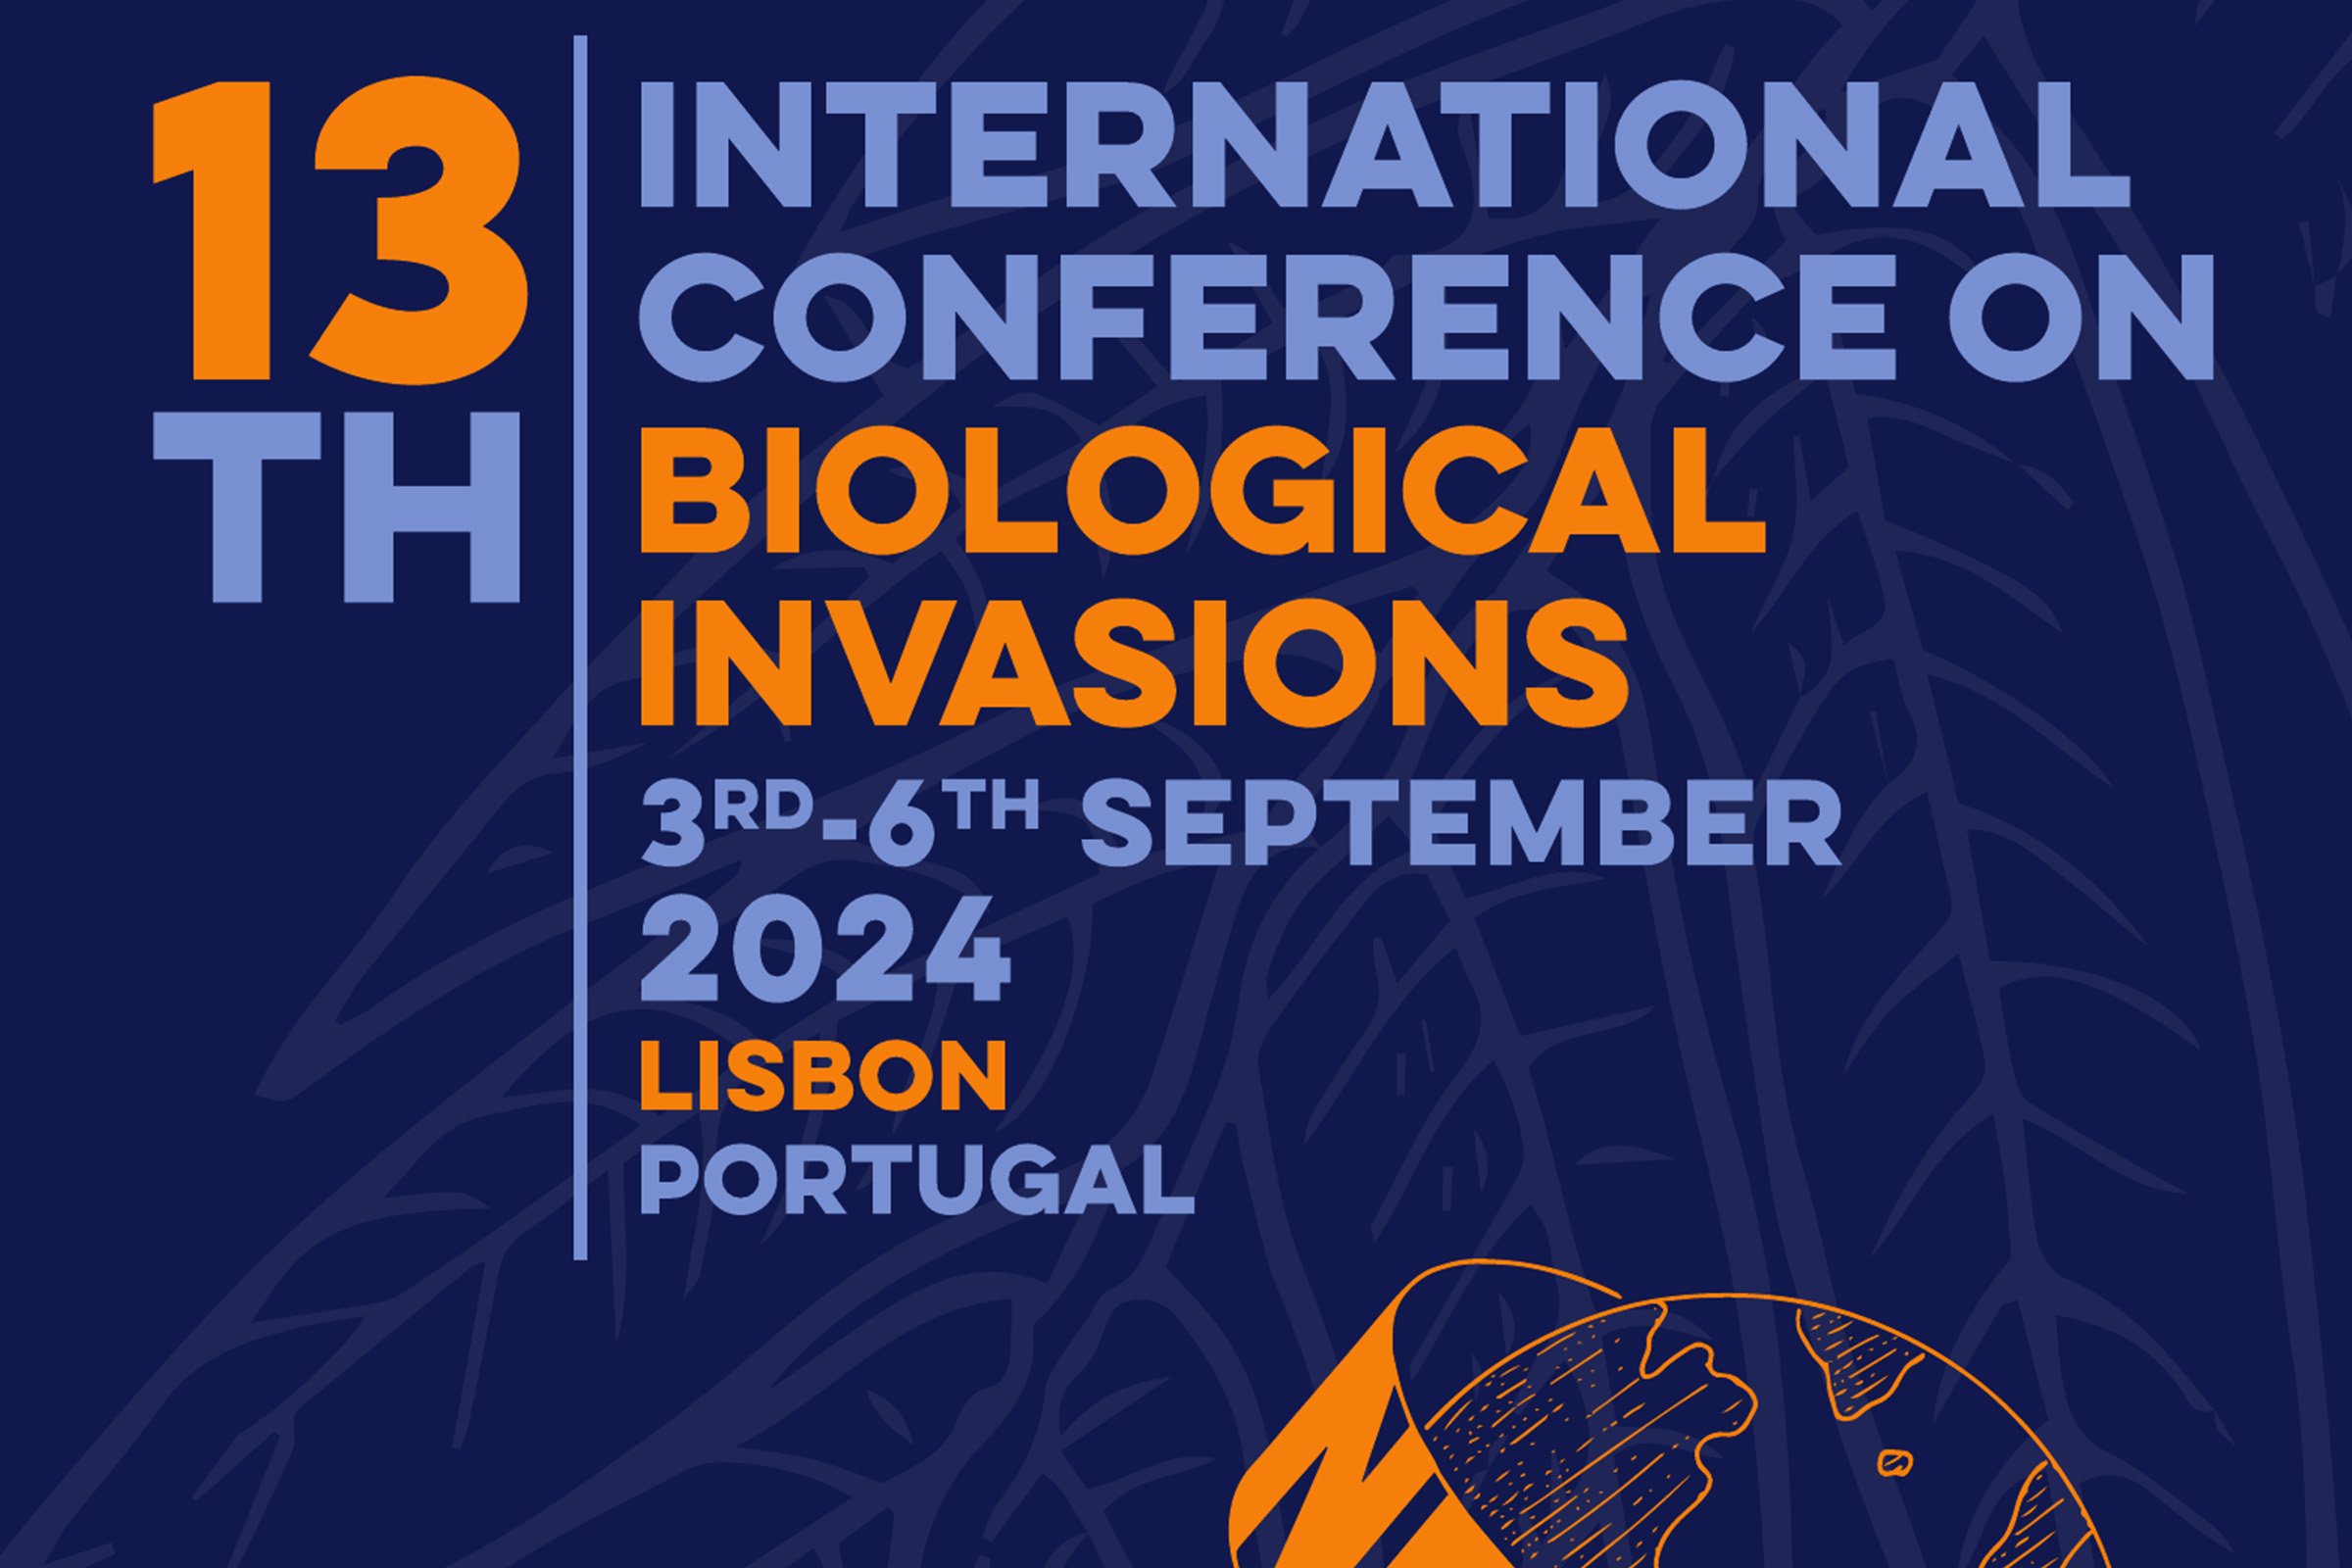 13
TH
INTERNATIONAL
CONFERENCE ON
BIOLOGICAL
INVASIONS
3RD-6TH SEPTEMBER
2024
LISBON
PORTUGAL